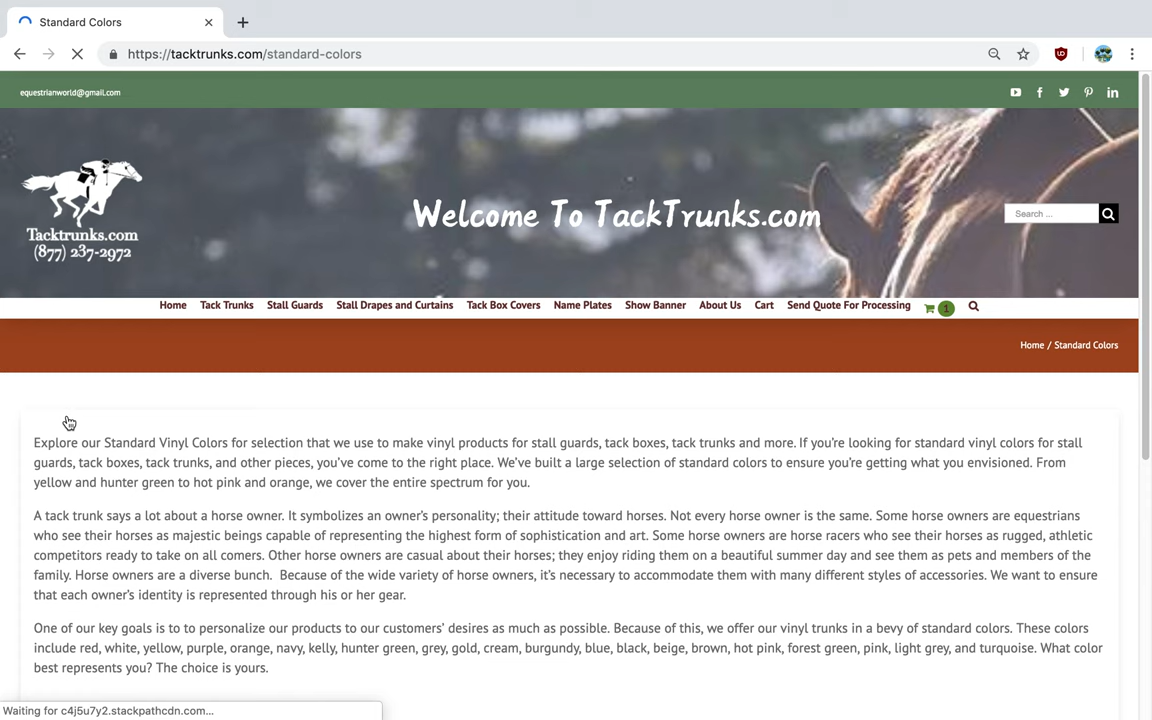 Standard Colors
https://tacktrunks.com/standard-colors
equestrianworld@gmail.com
Welcome To TackTrunks.com
Tacktrunks.com
(877) 237-2972
Search ...
Home Tack Trunks Stall Guards Stall Drapes and Curtains Tack Box Covers Name Plates Show Banner About Us Cart Send Quote For Processing 1
Home / Standard Colors
Explore our Standard Vinyl Colors for selection that we use to make vinyl products for stall guards, tack boxes, tack trunks and more. If you're looking for standard vinyl colors for stall
guards, tack boxes, tack trunks, and other pieces, you've come to the right place. We've built a large selection of standard colors to ensure you're getting what you envisioned. From
yellow and hunter green to hot pink and orange, we cover the entire spectrum for you.
A tack trunk says a lot about a horse owner. It symbolizes an owner's personality; their attitude toward horses. Not every horse owner is the same. Some horse owners are equestrians
who see their horses as majestic beings capable of representing the highest form of sophistication and art. Some horse owners are horse racers who see their horses as rugged, athletic
competitors ready to take on all comers. Other horse owners are casual about their horses; they enjoy riding them on a beautiful summer day and see them as pets and members of the
family. Horse owners are a diverse bunch. Because of the wide variety of horse owners, it's necessary to accommodate them with many different styles of accessories. We want to ensure
that each owner's identity is represented through his or her gear.
One of our key goals is to to personalize our products to our customers' desires as much as possible. Because of this, we offer our vinyl trunks in a bevy of standard colors. These colors
include red, white, yellow, purple, orange, navy, kelly, hunter green, grey, gold, cream, burgundy, blue, black, beige, brown, hot pink, forest green, pink, light grey, and turquoise. What color
best represents you? The choice is yours.
Waiting for c4j5u7y2.stackpathcdn.com...